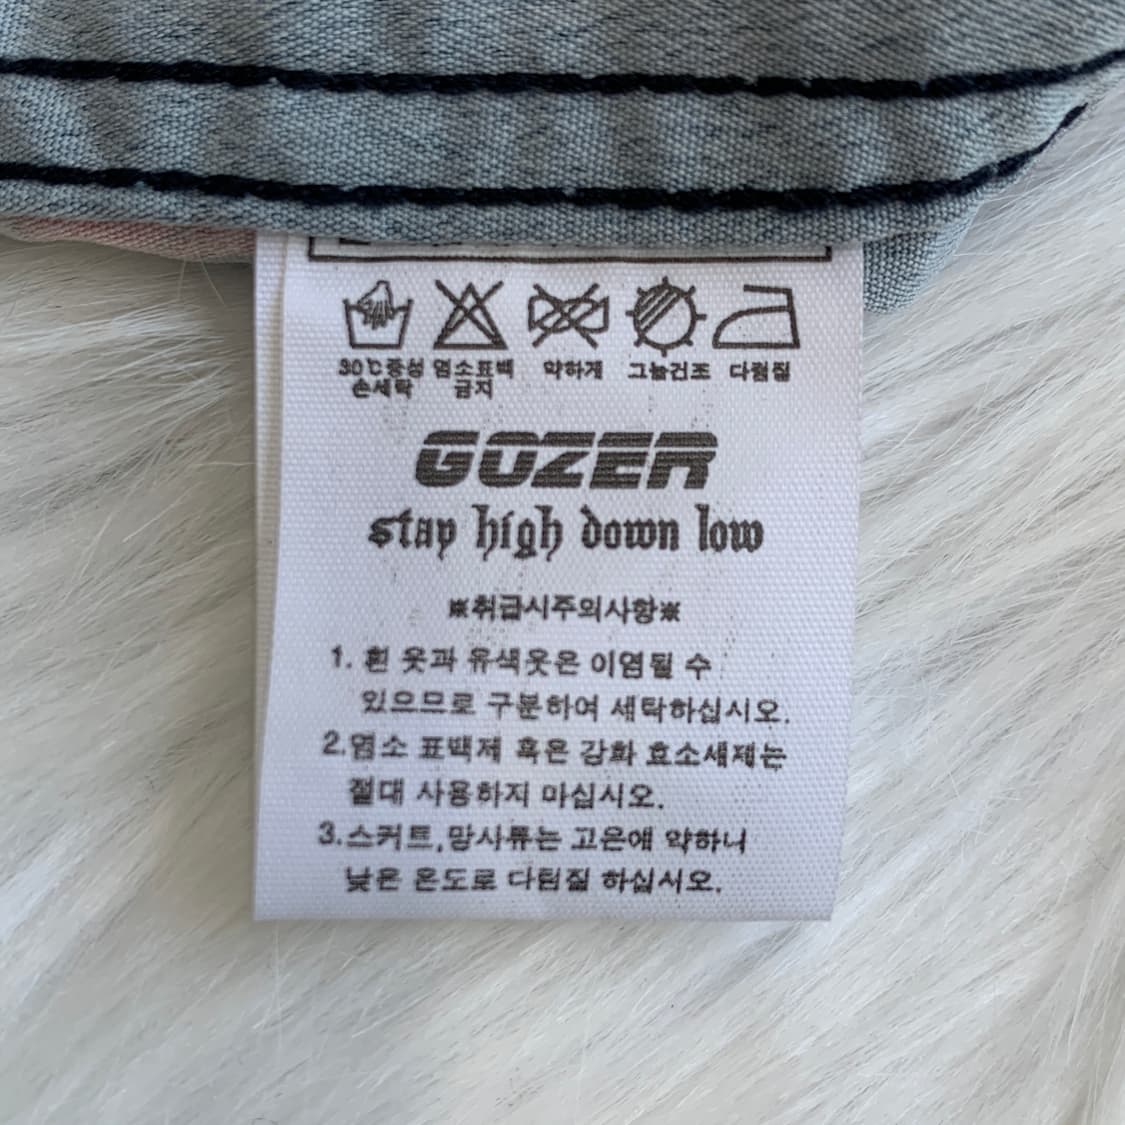 30℃중성 염소표백 약하게 그늘건조 다림질
손세탁 금지
GOZER
stay high down low
※취급시주의사항※
1. 흰 옷과 유색옷은 이염될 수
있으므로 구분하여 세탁하십시오.
2.염소 표백제 혹은 강화 효소세제는
절대 사용하지 마십시오.
3.스커트,망사류는 고온에 약하니
낮은 온도로 다림질 하십시오.